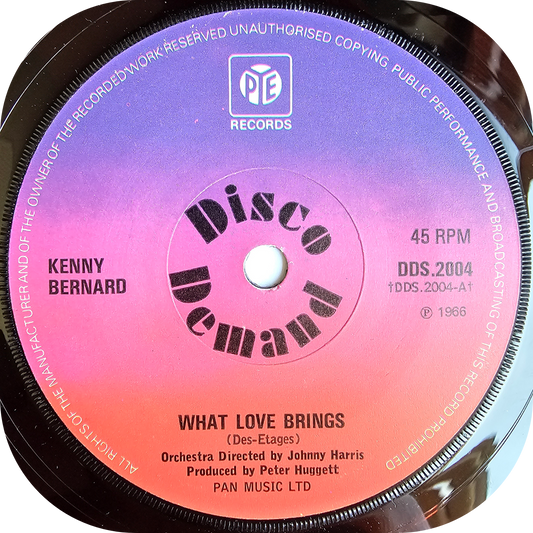 ALL RIGHTS OF THE MANUFACTURER AND OF THE OWNER OF THE RECORDED WORK RESERVED UNAUTHORISED COPYING, PUBLIC PERFORMANCE AND BROADCASTING OF THIS RECORD PROHIBITED
PYE
RECORDS
Disco
Demand
45 RPM
KENNY
BERNARD
DDS.2004
†DDS.2004-A†
℗ 1966
WHAT LOVE BRINGS
(Des-Etages)
Orchestra Directed by Johnny Harris
Produced by Peter Huggett
PAN MUSIC LTD